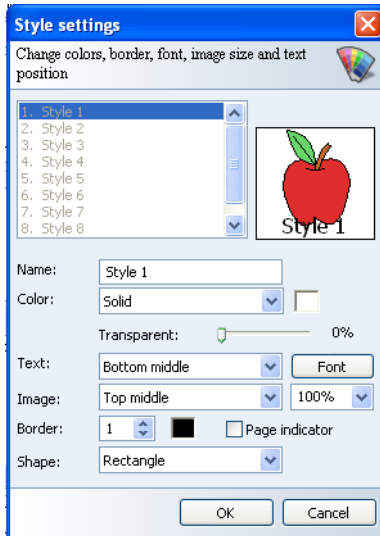 Style settings
Change colors, border, font, image size and text
position
1. Style 1
2. Style 2
3. Style 3
4. Style 4
5. Style 5
6. Style 6
7. Style 7
8. Style 8
Style 1
Name: Style 1
Color: Solid
Transparent: 0%
Text: Bottom middle Font
Image: Top middle 100%
Border: 1 Page indicator
Shape: Rectangle
OK Cancel